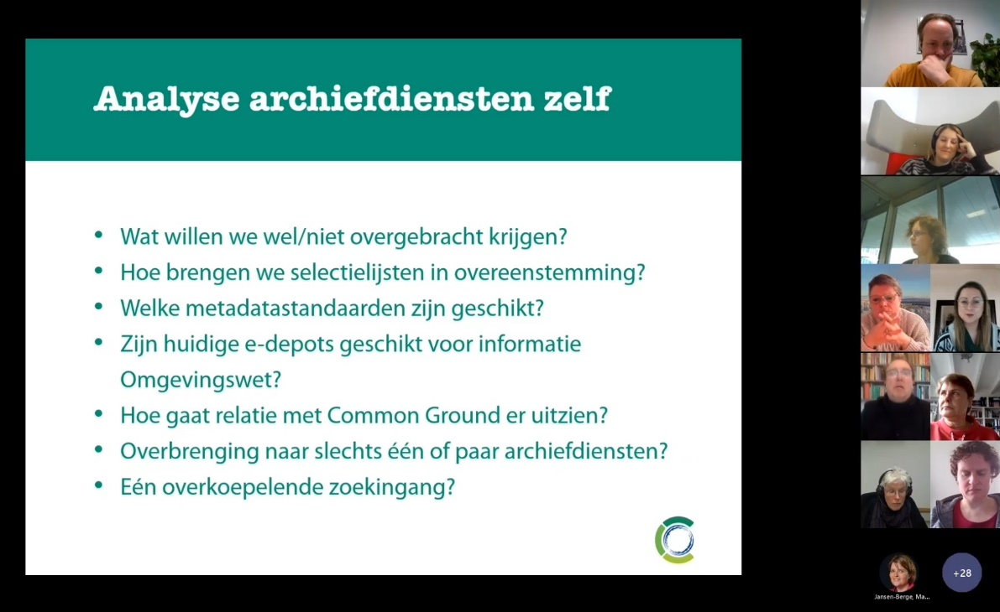 Analyse archiefdiensten zelf
• Wat willen we wel/niet overgebracht krijgen?
• Hoe brengen we selectielijsten in overeenstemming?
• Welke metadatastandaarden zijn geschikt?
• Zijn huidige e-depots geschikt voor informatie
Omgevingswet?
• Hoe gaat relatie met Common Ground er uitzien?
• Overbrenging naar slechts één of paar archiefdiensten?
• Eén overkoepelende zoekingang?
+28
Jansen-Berge, Ma...